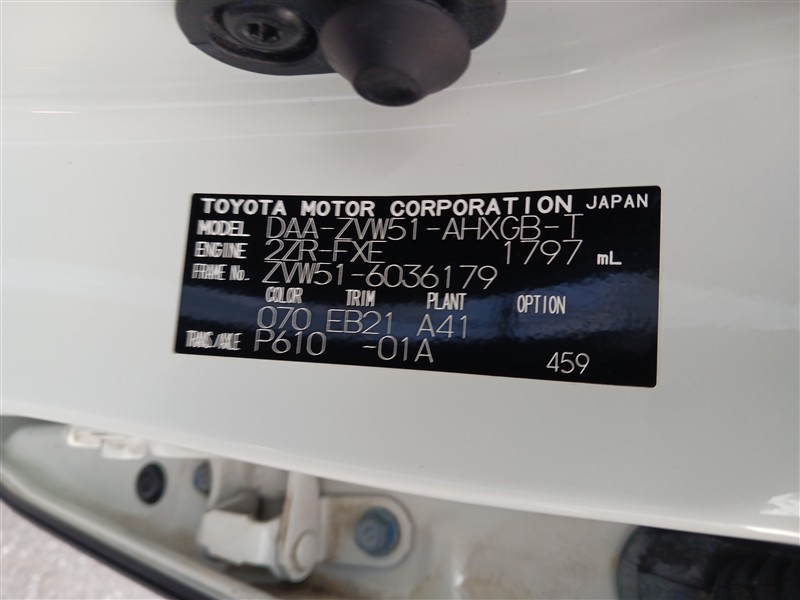 TOYOTA MOTOR CORPORATION JAPAN
MODEL DAA-ZVW51-AHXGB-T
ENGINE 2ZR-FXE 1797 mL
FRAME No. ZVW51-6036179
COLOR TRIM PLANT OPTION
070 EB21 A41
TRANS/AXLE P610 -01A 459